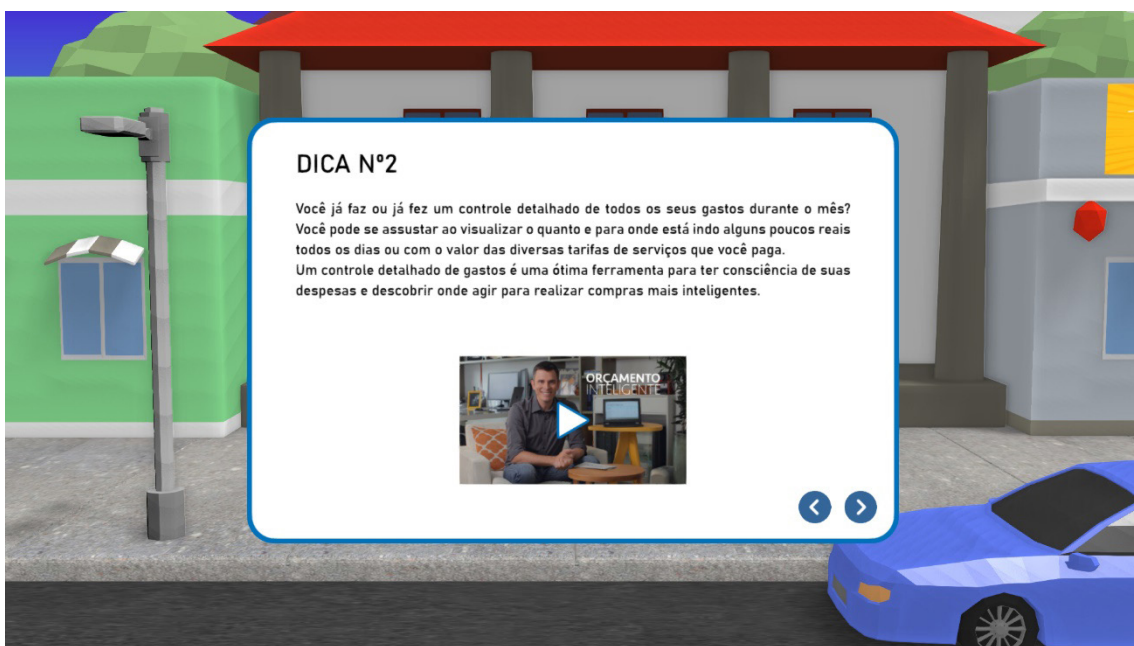 DICA Nº2
Você já faz ou já fez um controle detalhado de todos os seus gastos durante o mês?
Você pode se assustar ao visualizar o quanto e para onde está indo alguns poucos reais
todos os dias ou com o valor das diversas tarifas de serviços que você paga.
Um controle detalhado de gastos é uma ótima ferramenta para ter consciência de suas
despesas e descobrir onde agir para realizar compras mais inteligentes.
ORÇAMENTO
INTELIGENTE